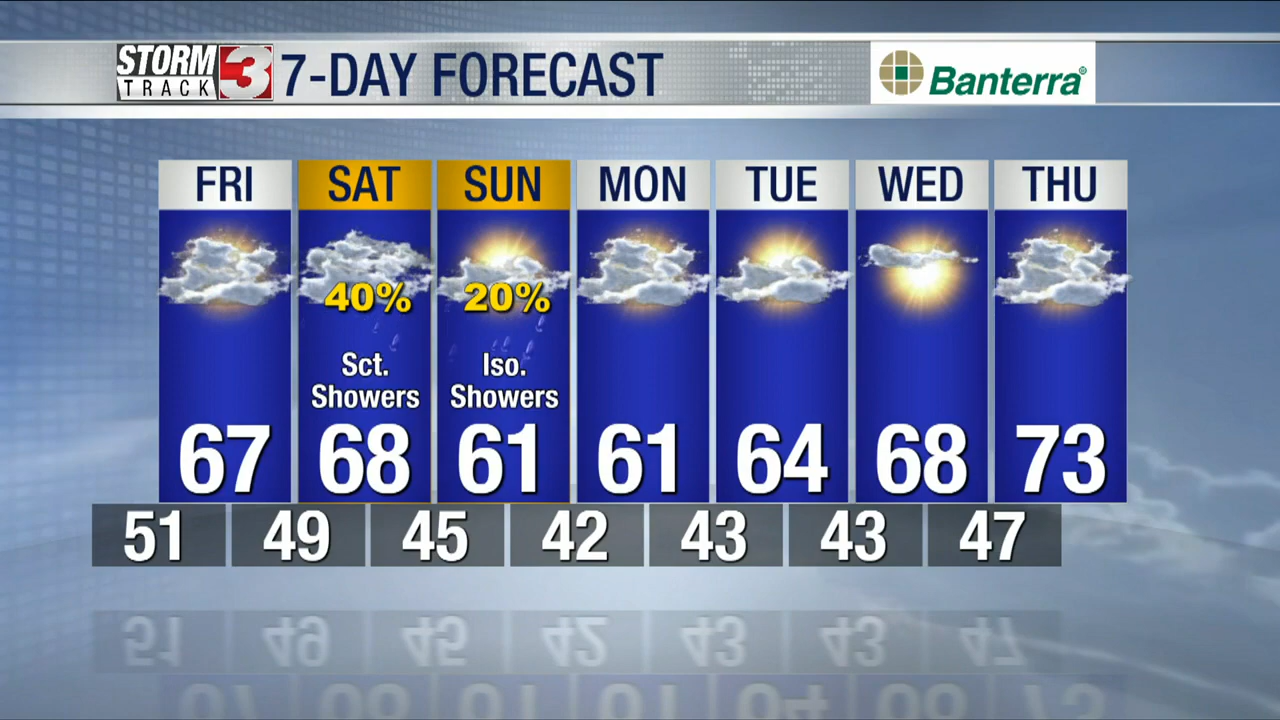 STORM TRACK 3 7-DAY FORECAST Banterra®
FRI SAT SUN MON TUE WED THU
40% 20%
Sct. Showers Iso. Showers
67 68 61 61 64 68 73
51 49 45 42 43 43 47